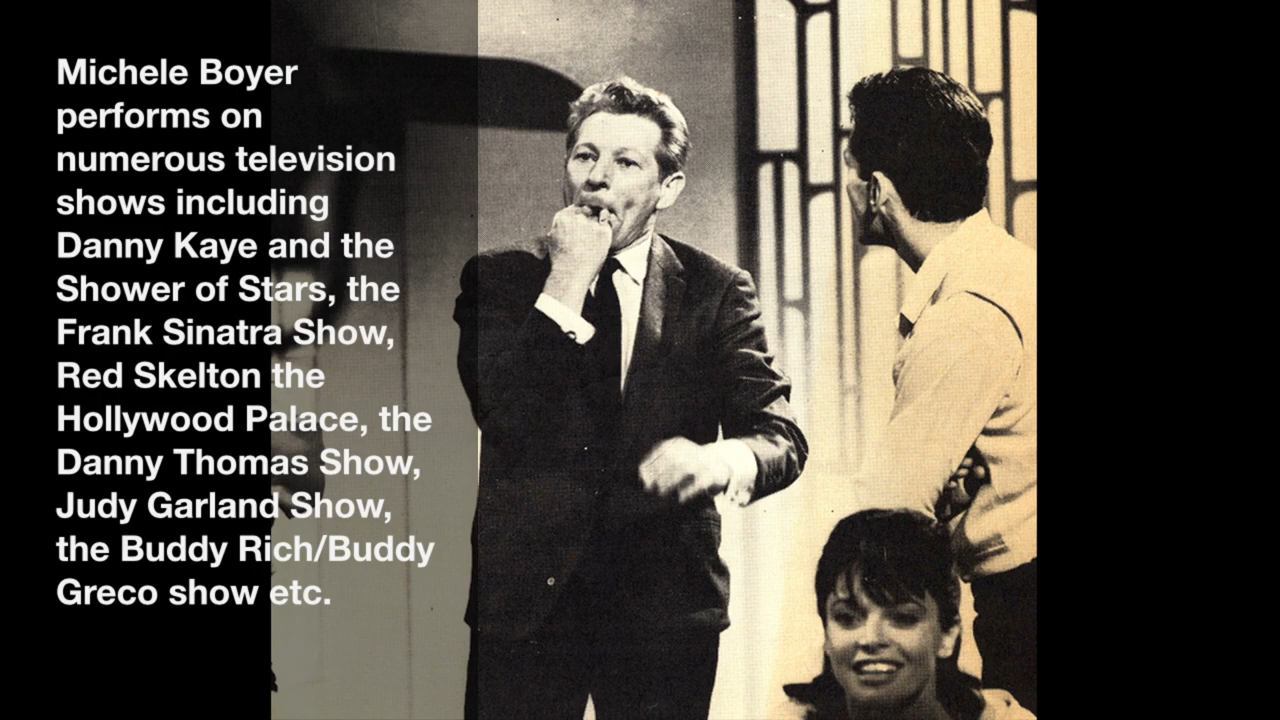 Michele Boyer
performs on
numerous television
shows including
Danny Kaye and the
Shower of Stars, the
Frank Sinatra Show,
Red Skelton the
Hollywood Palace, the
Danny Thomas Show,
Judy Garland Show,
the Buddy Rich/Buddy
Greco show etc.